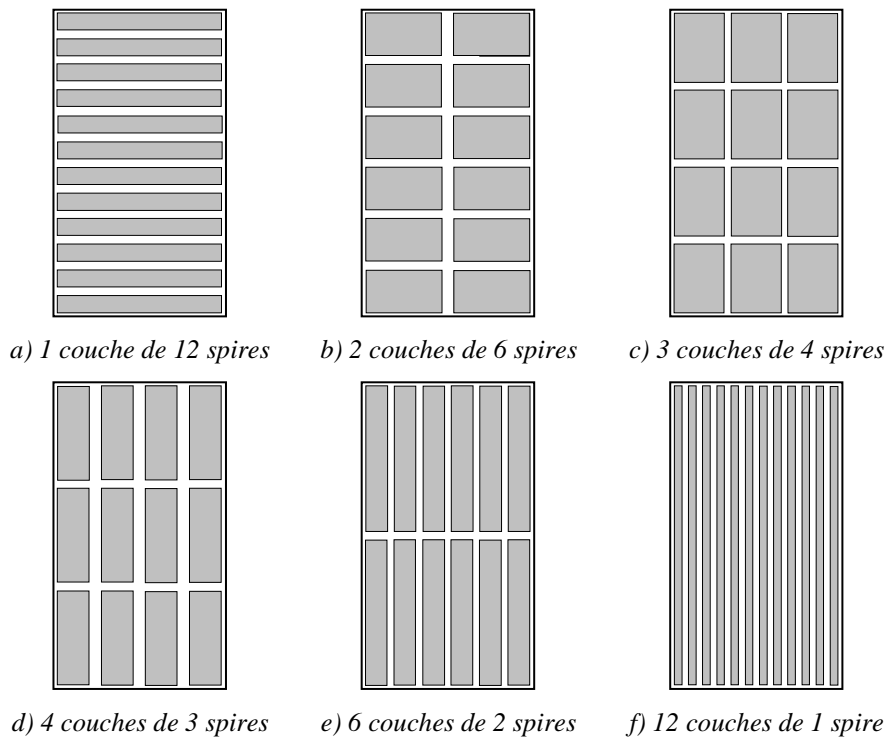 a) 1 couche de 12 spires
b) 2 couches de 6 spires
c) 3 couches de 4 spires
d) 4 couches de 3 spires
e) 6 couches de 2 spires
f) 12 couches de 1 spire